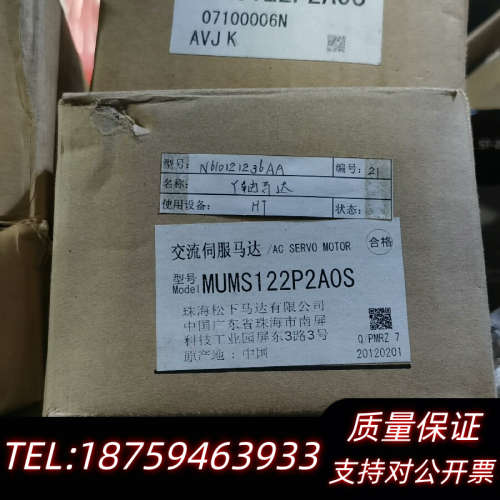 07100006N
AVJK
型号: N610121236AA 编号: 21
名称: Y轴马达
使用设备: HT 状态:
交流伺服马达/AC SERVO MOTOR 合格
型号
Model MUMS122P2A0S
珠海松下马达有限公司
中国广东省珠海市南屏
科技工业园屏东3路3号
原产地：中国
Q/PMRZ 7
20120201
TEL:18759463933
质量保证
支持对公开票